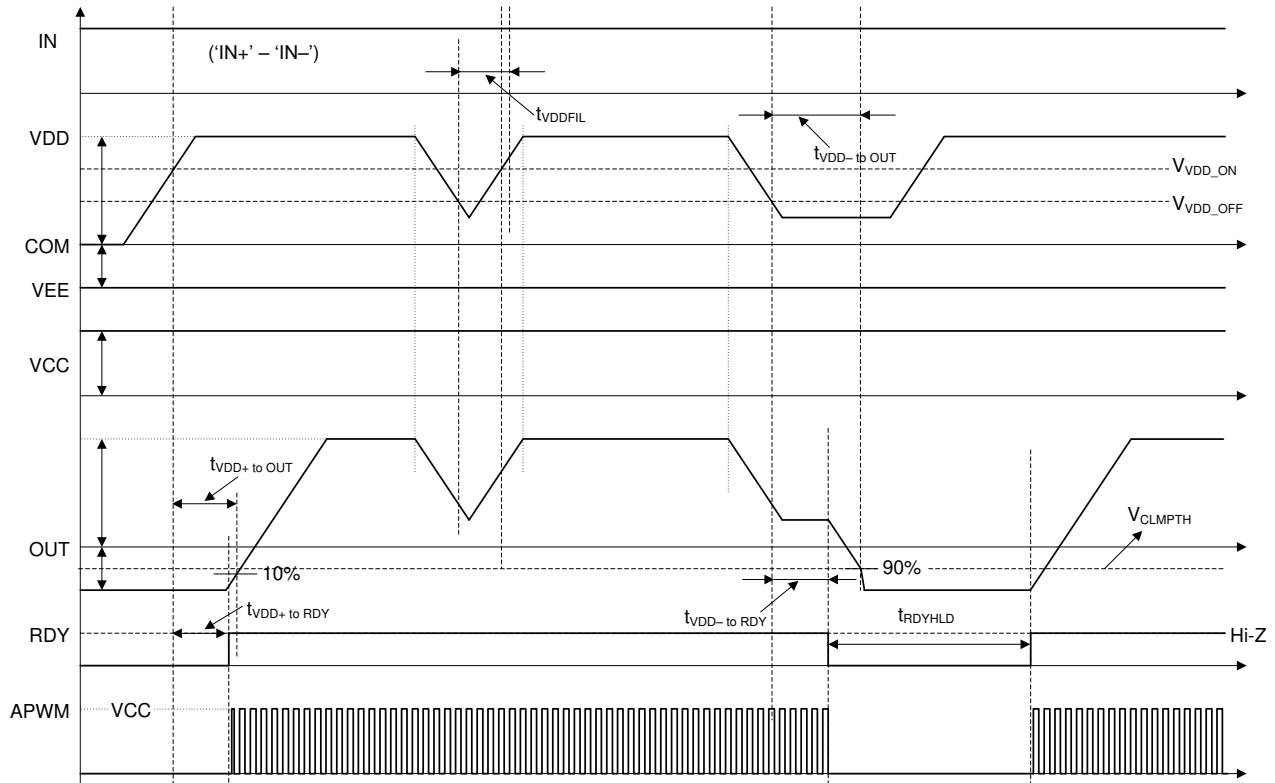 IN
('IN+' – 'IN–')
tVDDFIL
VDD
tVDD– to OUT
VVDD_ON
VVDD_OFF
COM
VEE
VCC
tVDD+ to OUT
VCLMPTH
OUT
10%
90%
tVDD+ to RDY
tVDD– to RDY
tRDYHLD
RDY
Hi-Z
APWM
VCC